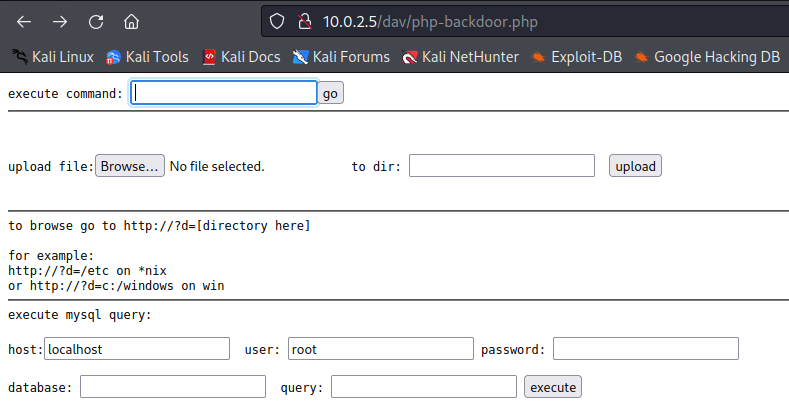 10.0.2.5/dav/php-backdoor.php
Kali Linux Kali Tools Kali Docs Kali Forums Kali NetHunter Exploit-DB Google Hacking DB
execute command: go
upload file: Browse... No file selected. to dir: upload
to browse go to http://?d=[directory here]
for example:
http://?d=/etc on *nix
or http://?d=c:/windows on win
execute mysql query:
host: localhost user: root password:
database: query: execute